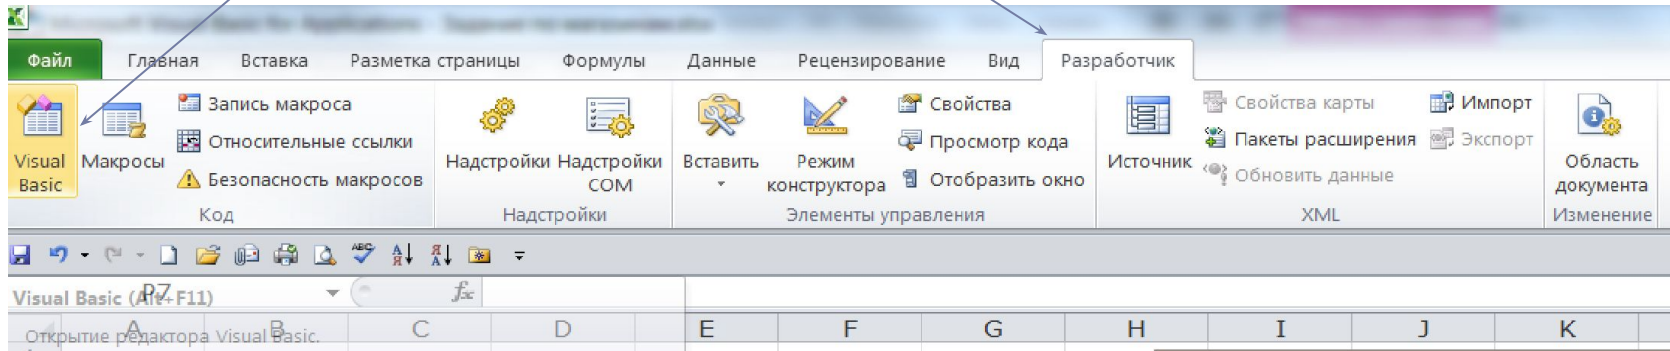 Файл Главная Вставка Разметка страницы Формулы Данные Рецензирование Вид Разработчик
Visual Basic
Макросы
Запись макроса
Относительные ссылки
Безопасность макросов
Код
Надстройки
Надстройки COM
Надстройки
Вставить
Режим конструктора
Свойства
Просмотр кода
Отобразить окно
Элементы управления
Источник
Свойства карты
Пакеты расширения
Обновить данные
Импорт
Экспорт
XML
Область документа
Изменение
P7
fx
Visual Basic (Alt+F11)
Открытие редактора Visual Basic.
A B C D E F G H I J K